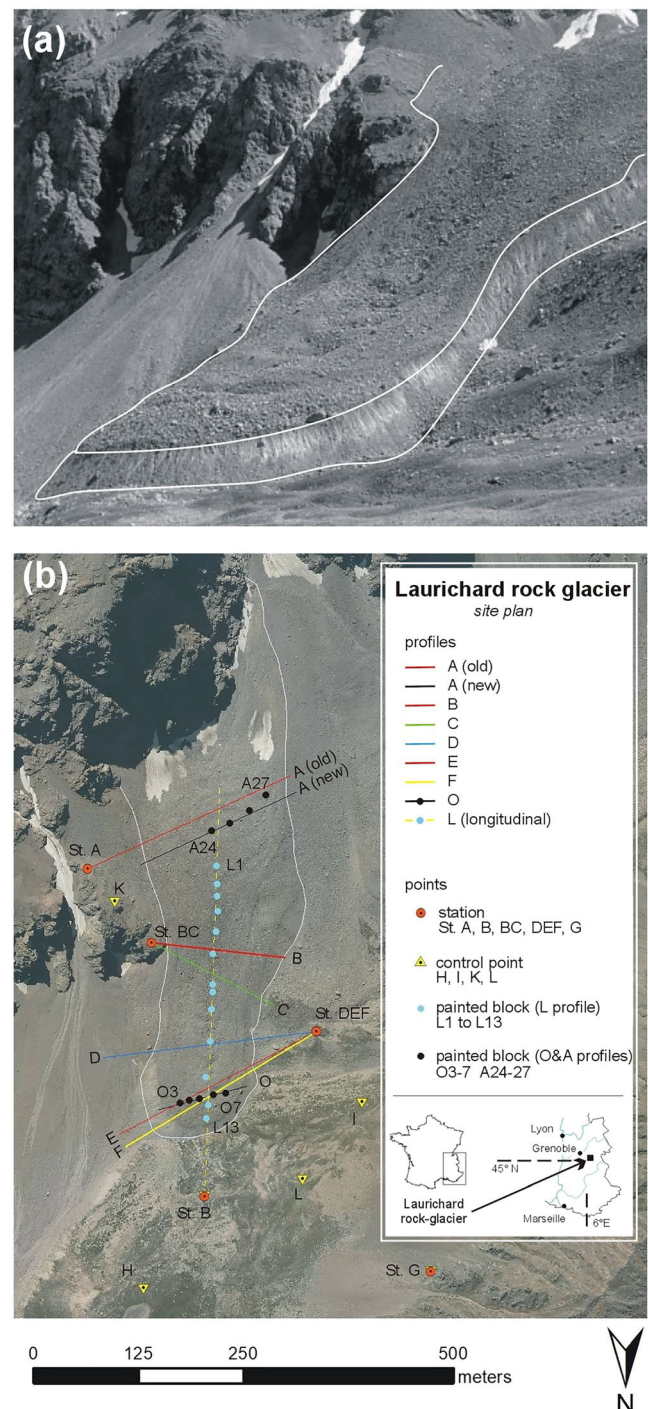 (a)
(b)
Laurichard rock glacier
site plan
profiles
A (old)
A (new)
B
C
D
E
F
O
L (longitudinal)
points
station
St. A, B, BC, DEF, G
control point
H, I, K, L
painted block (L profile)
L1 to L13
painted block (O&A profiles)
O3-7 A24-27
Lyon
Grenoble
45° N
Laurichard
rock-glacier
Marseille
6°E
A (old)
A27
A (new)
A24
St. A
L1
K
St. BC
B
C
St. DEF
D
O3
O
O7
I
E
L13
F
L
St. B
H
St. G
0 125 250 500
meters
N